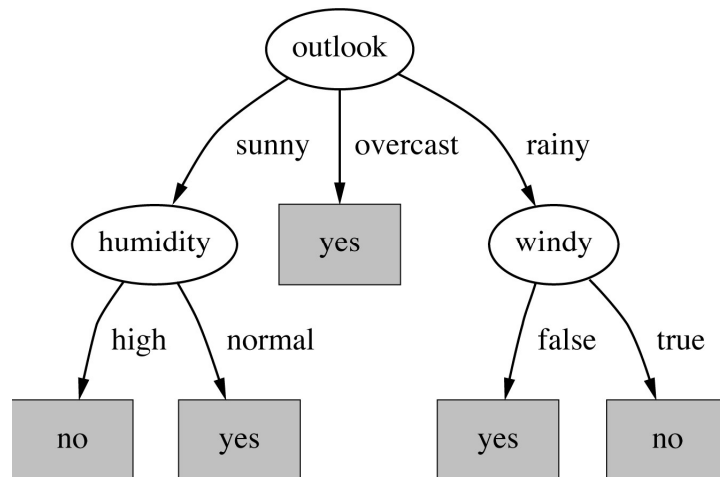 outlook
sunny overcast rainy
humidity yes windy
high normal false true
no yes yes no